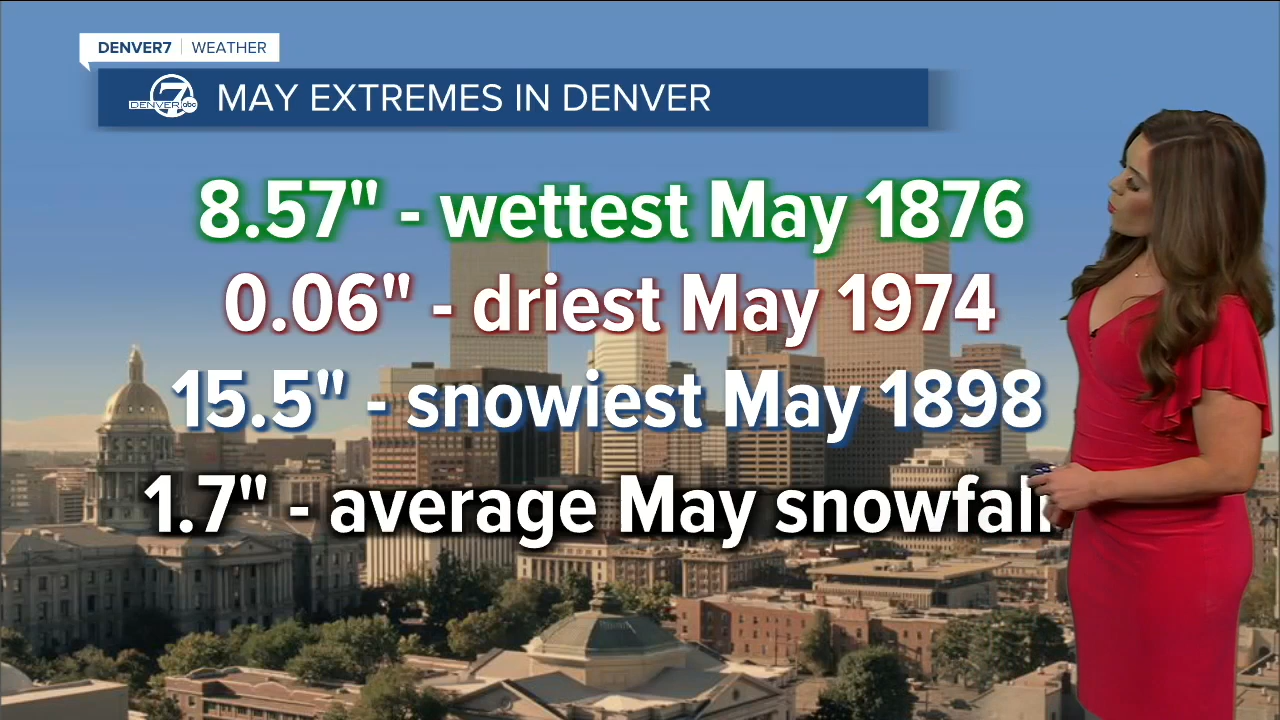 DENVER7 | WEATHER
DENVER 7 abc MAY EXTREMES IN DENVER
8.57" - wettest May 1876
0.06" - driest May 1974
15.5" - snowiest May 1898
1.7" - average May snowfall